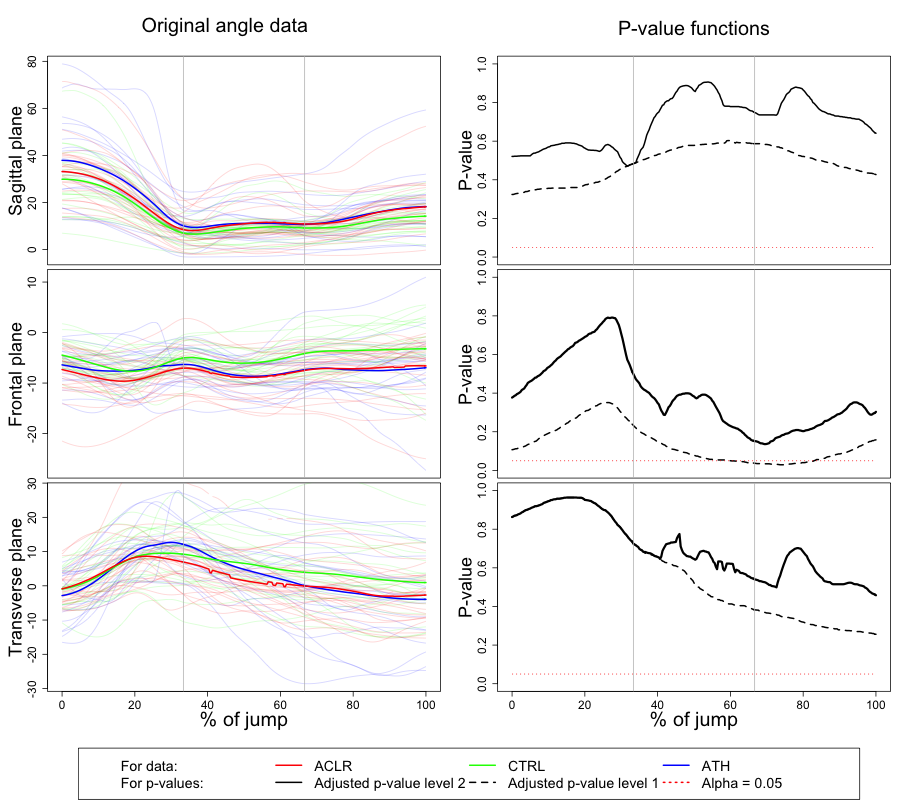 Original angle data
P-value functions
Sagittal plane
0 20 40 60 80
P-value
0.0 0.2 0.4 0.6 0.8 1.0
Frontal plane
-20 -10 0 10
P-value
0.0 0.2 0.4 0.6 0.8 1.0
Transverse plane
-30 -20 -10 0 10 20 30
P-value
0.0 0.2 0.4 0.6 0.8 1.0
0 20 40 60 80 100
0 20 40 60 80 100
% of jump
% of jump
For data: ACLR CTRL ATH
For p-values: Adjusted p-value level 2 Adjusted p-value level 1 Alpha = 0.05